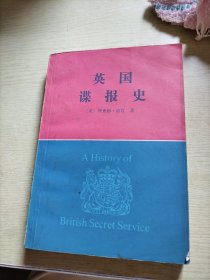 英国
谍报史
A History of
British Secret Service